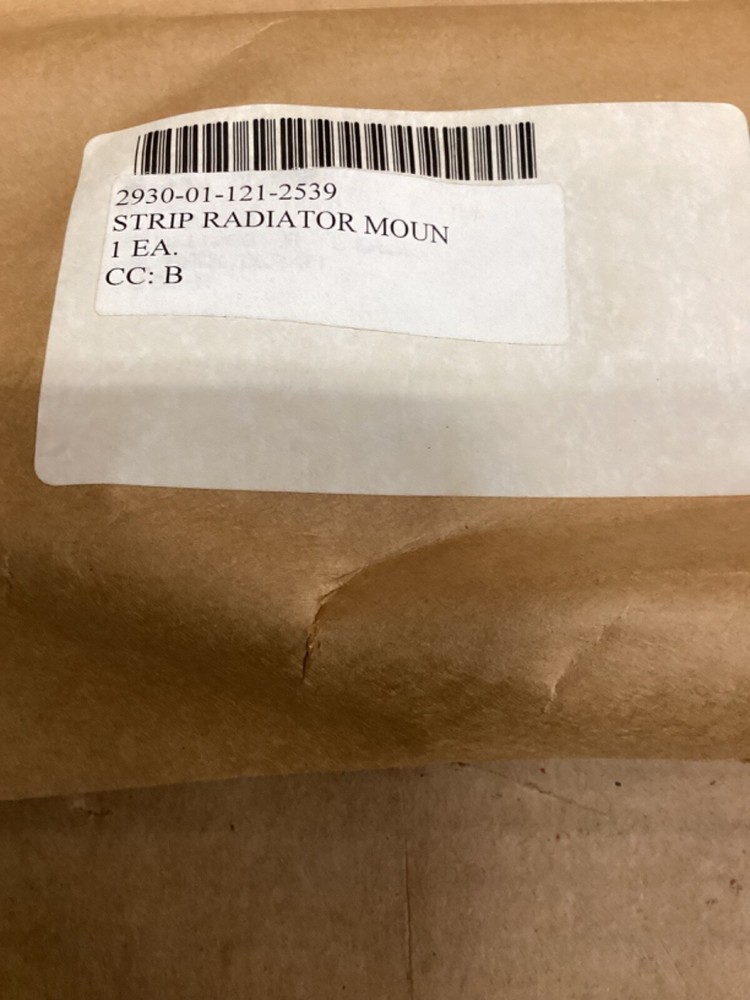 2930-01-121-2539
STRIP RADIATOR MOUN
1 EA.
CC: B